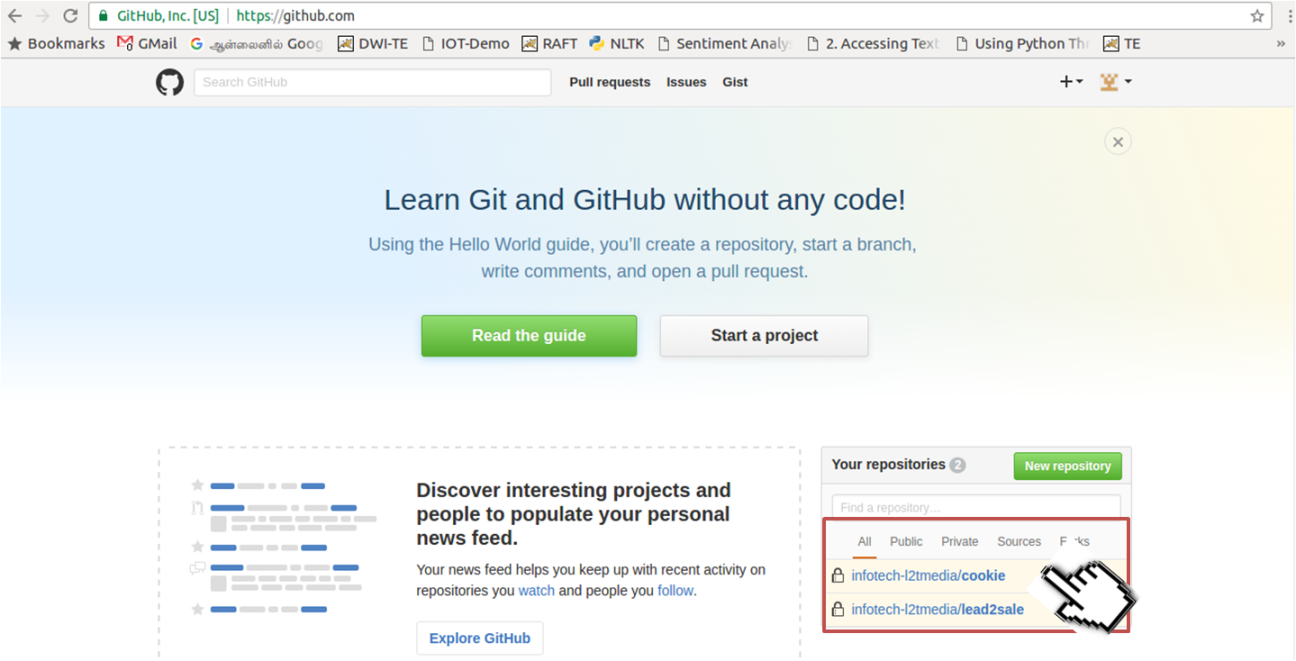 GitHub, Inc. [US] https://github.com
Bookmarks GMail ஆன்லைனில் Goog DWI-TE IOT-Demo RAFT NLTK Sentiment Analy 2. Accessing Text Using Python Th TE
Search GitHub Pull requests Issues Gist
Learn Git and GitHub without any code!
Using the Hello World guide, you’ll create a repository, start a branch,
write comments, and open a pull request.
Read the guide Start a project
Discover interesting projects and
people to populate your personal
news feed.
Your news feed helps you keep up with recent activity on
repositories you watch and people you follow.
Explore GitHub
Your repositories 2 New repository
Find a repository…
All Public Private Sources
infotech-l2tmedia/cookie
infotech-l2tmedia/lead2sale